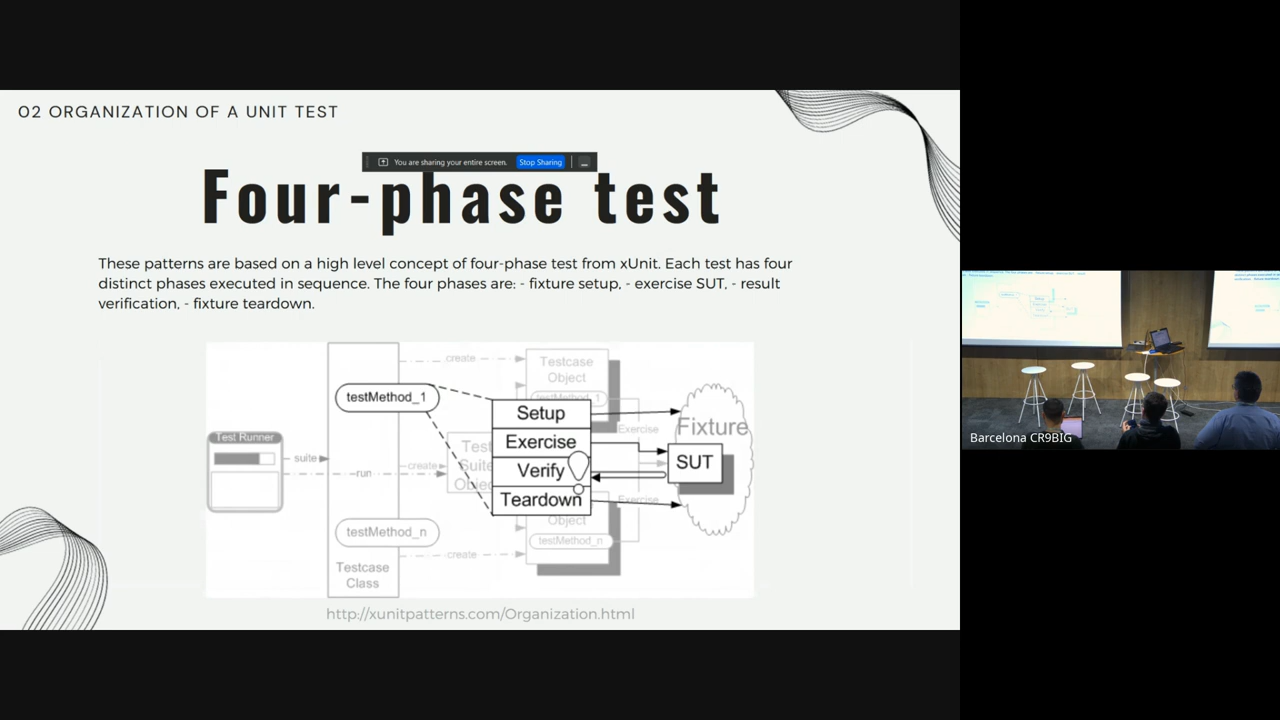 02 ORGANIZATION OF A UNIT TEST
You are sharing your entire screen. Stop Sharing
Four-phase test
These patterns are based on a high level concept of four-phase test from xUnit. Each test has four
distinct phases executed in sequence. The four phases are: - fixture setup, - exercise SUT, - result
verification, - fixture teardown.
create
Testcase
Object
testMethod_1
testMethod_1
Setup
Exercise
Verify
Teardown
Exercise
Fixture
SUT
Exercise
Test Runner
suite
run
create
Test
Suite
Object
testMethod_n
create
Object
testMethod_n
Testcase
Class
http://xunitpatterns.com/Organization.html
Barcelona CR9BIG